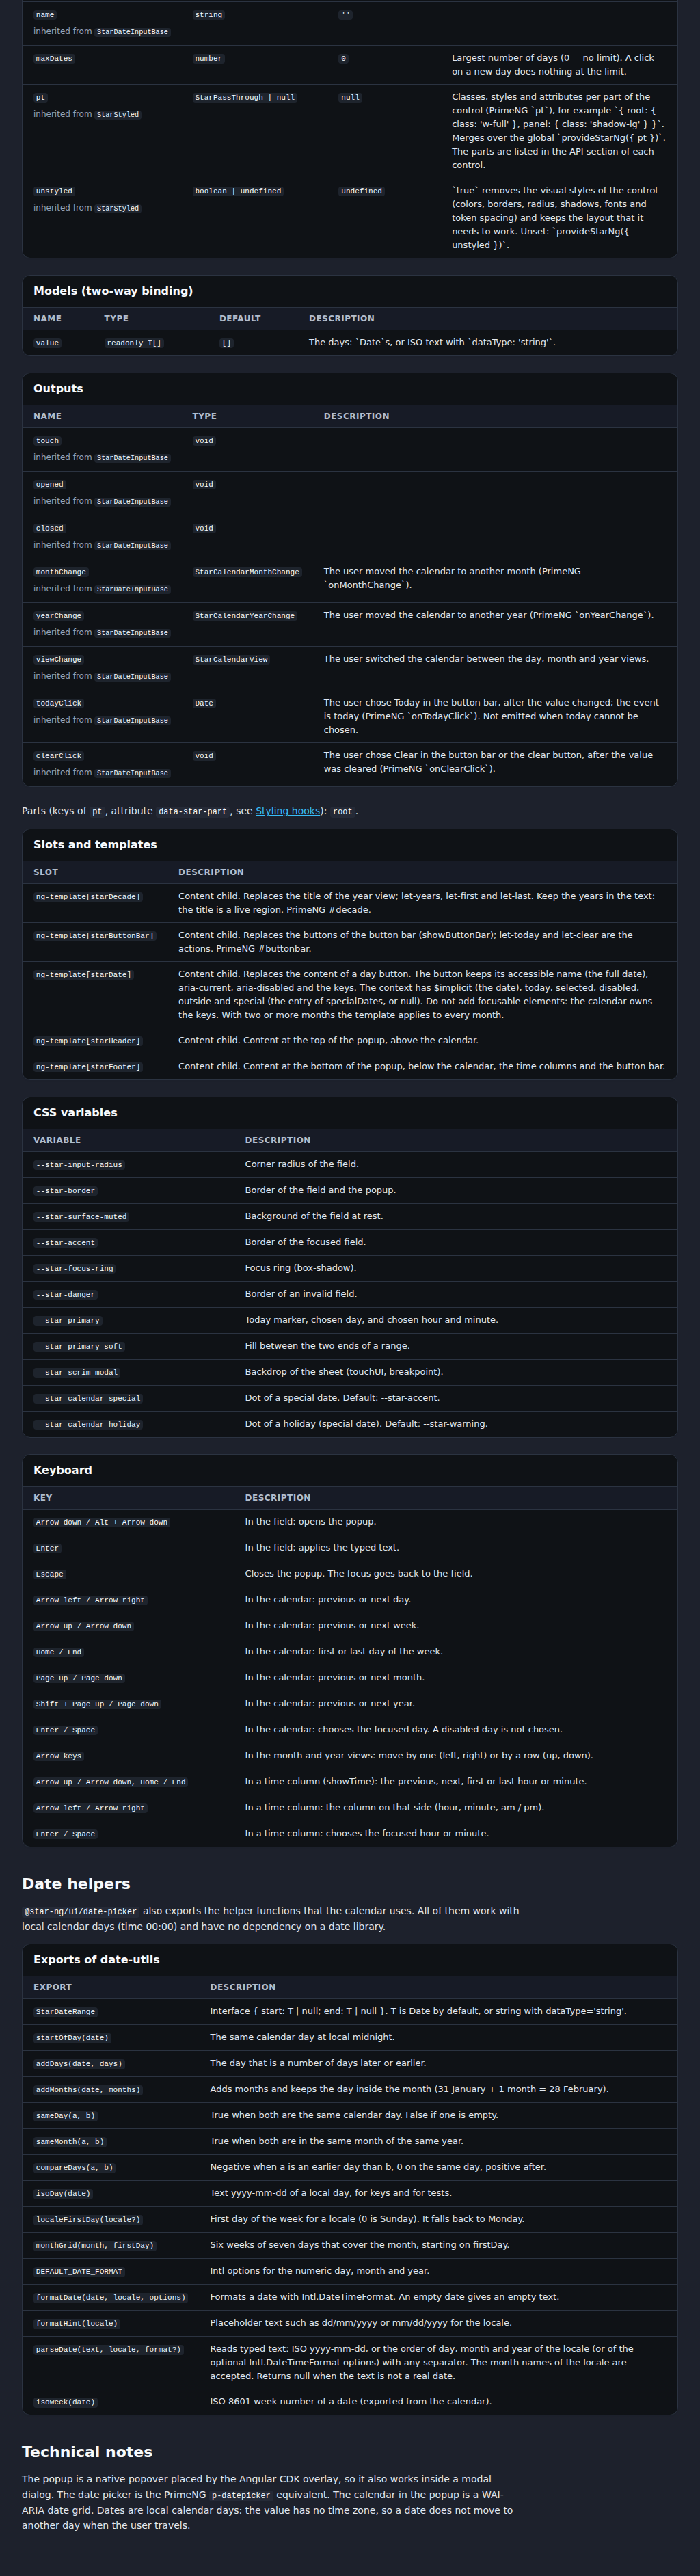 name string ''
inherited from StarDateInputBase
maxDates number 0 Largest number of days (0 = no limit). A click
on a new day does nothing at the limit.
pt StarPassThrough | null null Classes, styles and attributes per part of the
inherited from StarStyled control (PrimeNG `pt`), for example `{ root: {
class: 'w-full' }, panel: { class: 'shadow-lg' } }`.
Merges over the global `provideStarNg({ pt })`.
The parts are listed in the API section of each
control.
unstyled boolean | undefined undefined `true` removes the visual styles of the control
inherited from StarStyled (colors, borders, radius, shadows, fonts and
token spacing) and keeps the layout that it
needs to work. Unset: `provideStarNg({
unstyled })`.
Models (two-way binding)
NAME TYPE DEFAULT DESCRIPTION
value readonly T[] [] The days: `Date`s, or ISO text with `dataType: 'string'`.
Outputs
NAME TYPE DESCRIPTION
touch void
inherited from StarDateInputBase
opened void
inherited from StarDateInputBase
closed void
inherited from StarDateInputBase
monthChange StarCalendarMonthChange The user moved the calendar to another month (PrimeNG
inherited from StarDateInputBase `onMonthChange`).
yearChange StarCalendarYearChange The user moved the calendar to another year (PrimeNG `onYearChange`).
inherited from StarDateInputBase
viewChange StarCalendarView The user switched the calendar between the day, month and year views.
inherited from StarDateInputBase
todayClick Date The user chose Today in the button bar, after the value changed; the event
inherited from StarDateInputBase is today (PrimeNG `onTodayClick`). Not emitted when today cannot be
chosen.
clearClick void The user chose Clear in the button bar or the clear button, after the value
inherited from StarDateInputBase was cleared (PrimeNG `onClearClick`).
Parts (keys of pt, attribute data-star-part, see Styling hooks): root.
Slots and templates
SLOT DESCRIPTION
ng-template[starDecade] Content child. Replaces the title of the year view; let-years, let-first and let-last. Keep the years in the text:
the title is a live region. PrimeNG #decade.
ng-template[starButtonBar] Content child. Replaces the buttons of the button bar (showButtonBar); let-today and let-clear are the
actions. PrimeNG #buttonbar.
ng-template[starDate] Content child. Replaces the content of a day button. The button keeps its accessible name (the full date),
aria-current, aria-disabled and the keys. The context has $implicit (the date), today, selected, disabled,
outside and special (the entry of specialDates, or null). Do not add focusable elements: the calendar owns
the keys. With two or more months the template applies to every month.
ng-template[starHeader] Content child. Content at the top of the popup, above the calendar.
ng-template[starFooter] Content child. Content at the bottom of the popup, below the calendar, the time columns and the button bar.
CSS variables
VARIABLE DESCRIPTION
--star-input-radius Corner radius of the field.
--star-border Border of the field and the popup.
--star-surface-muted Background of the field at rest.
--star-accent Border of the focused field.
--star-focus-ring Focus ring (box-shadow).
--star-danger Border of an invalid field.
--star-primary Today marker, chosen day, and chosen hour and minute.
--star-primary-soft Fill between the two ends of a range.
--star-scrim-modal Backdrop of the sheet (touchUI, breakpoint).
--star-calendar-special Dot of a special date. Default: --star-accent.
--star-calendar-holiday Dot of a holiday (special date). Default: --star-warning.
Keyboard
KEY DESCRIPTION
Arrow down / Alt + Arrow down In the field: opens the popup.
Enter In the field: applies the typed text.
Escape Closes the popup. The focus goes back to the field.
Arrow left / Arrow right In the calendar: previous or next day.
Arrow up / Arrow down In the calendar: previous or next week.
Home / End In the calendar: first or last day of the week.
Page up / Page down In the calendar: previous or next month.
Shift + Page up / Page down In the calendar: previous or next year.
Enter / Space In the calendar: chooses the focused day. A disabled day is not chosen.
Arrow keys In the month and year views: move by one (left, right) or by a row (up, down).
Arrow up / Arrow down, Home / End In a time column (showTime): the previous, next, first or last hour or minute.
Arrow left / Arrow right In a time column: the column on that side (hour, minute, am / pm).
Enter / Space In a time column: chooses the focused hour or minute.
Date helpers
@star-ng/ui/date-picker also exports the helper functions that the calendar uses. All of them work with
local calendar days (time 00:00) and have no dependency on a date library.
Exports of date-utils
EXPORT DESCRIPTION
StarDateRange Interface { start: T | null; end: T | null }. T is Date by default, or string with dataType='string'.
startOfDay(date) The same calendar day at local midnight.
addDays(date, days) The day that is a number of days later or earlier.
addMonths(date, months) Adds months and keeps the day inside the month (31 January + 1 month = 28 February).
sameDay(a, b) True when both are the same calendar day. False if one is empty.
sameMonth(a, b) True when both are in the same month of the same year.
compareDays(a, b) Negative when a is an earlier day than b, 0 on the same day, positive after.
isoDay(date) Text yyyy-mm-dd of a local day, for keys and for tests.
localeFirstDay(locale?) First day of the week for a locale (0 is Sunday). It falls back to Monday.
monthGrid(month, firstDay) Six weeks of seven days that cover the month, starting on firstDay.
DEFAULT_DATE_FORMAT Intl options for the numeric day, month and year.
formatDate(date, locale, options) Formats a date with Intl.DateTimeFormat. An empty date gives an empty text.
formatHint(locale) Placeholder text such as dd/mm/yyyy or mm/dd/yyyy for the locale.
parseDate(text, locale, format?) Reads typed text: ISO yyyy-mm-dd, or the order of day, month and year of the locale (or of the
optional Intl.DateTimeFormat options) with any separator. The month names of the locale are
accepted. Returns null when the text is not a real date.
isoWeek(date) ISO 8601 week number of a date (exported from the calendar).
Technical notes
The popup is a native popover placed by the Angular CDK overlay, so it also works inside a modal
dialog. The date picker is the PrimeNG p-datepicker equivalent. The calendar in the popup is a WAI-
ARIA date grid. Dates are local calendar days: the value has no time zone, so a date does not move to
another day when the user travels.